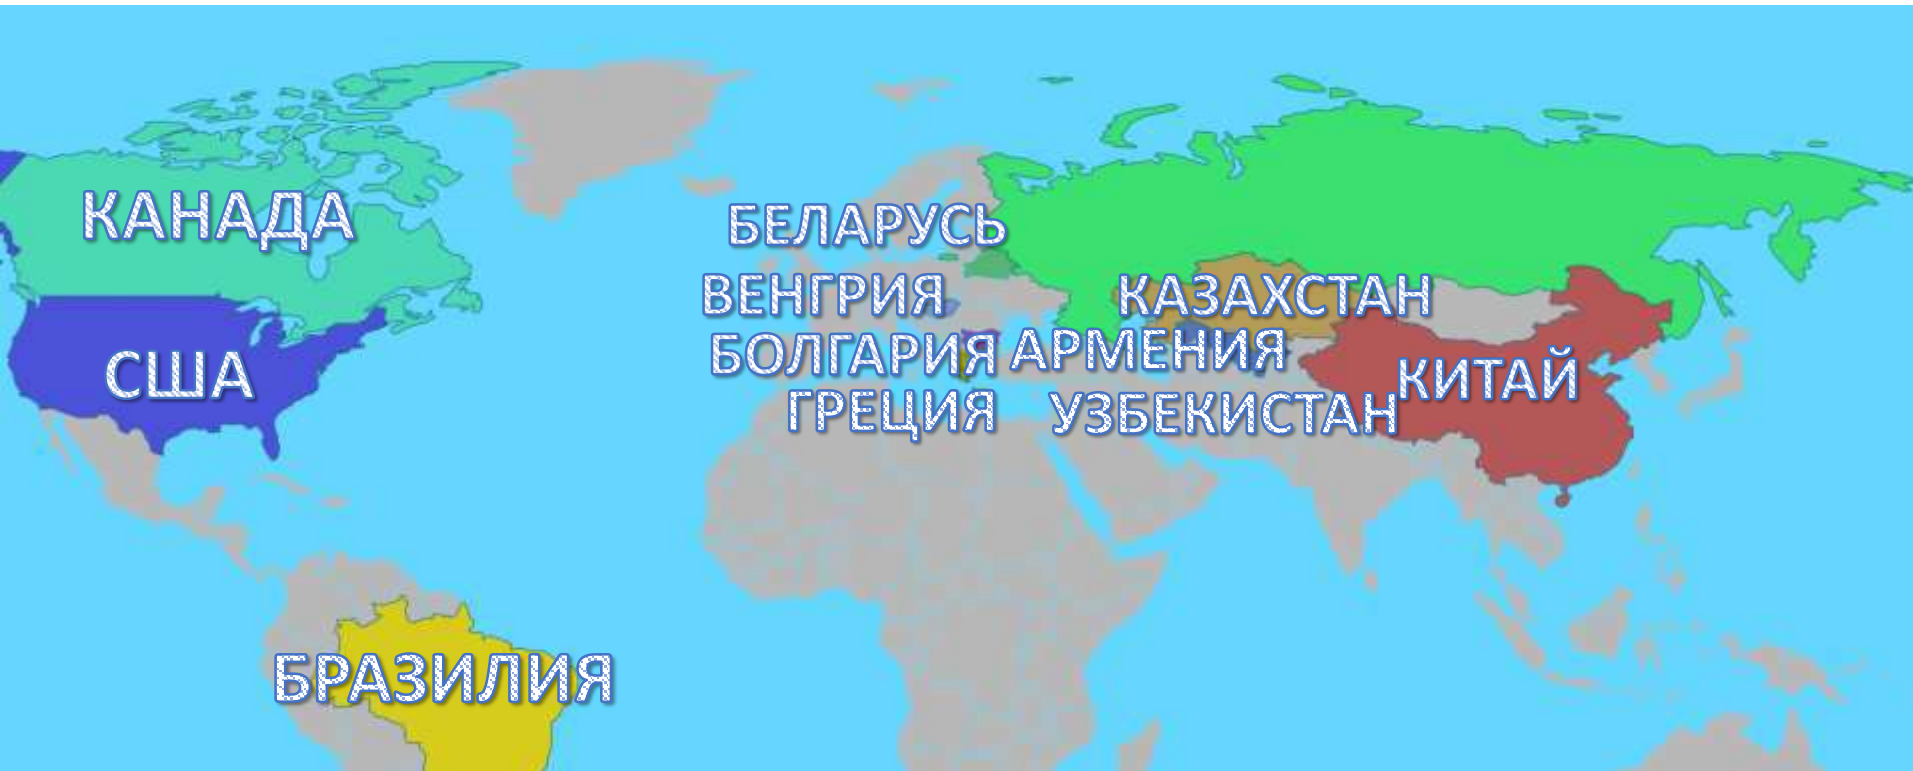 КАНАДА
США
БРАЗИЛИЯ
БЕЛАРУСЬ
ВЕНГРИЯ
БОЛГАРИЯ
ГРЕЦИЯ
КАЗАХСТАН
АРМЕНИЯ
УЗБЕКИСТАН
КИТАЙ